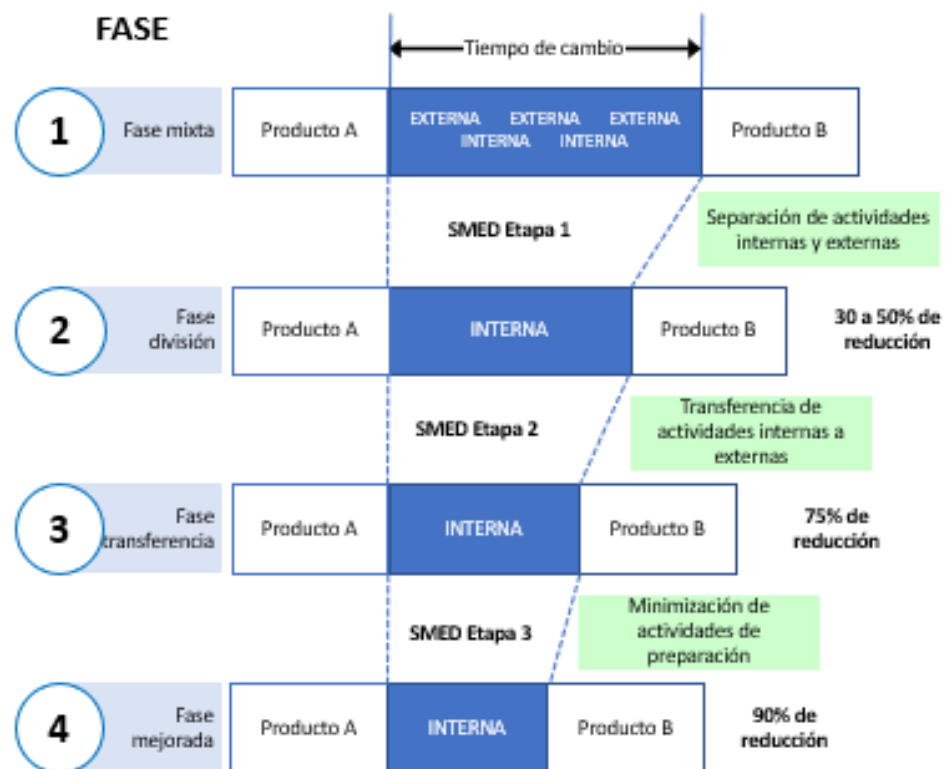 FASE
Tiempo de cambio
1
Fase mixta
Producto A
EXTERNA EXTERNA EXTERNA
INTERNA INTERNA
Producto B
SMED Etapa 1
Separación de actividades
internas y externas
2
Fase
división
Producto A
INTERNA
Producto B
30 a 50% de
reducción
SMED Etapa 2
Transferencia de
actividades internas a
externas
3
Fase
transferencia
Producto A
INTERNA
Producto B
75% de
reducción
SMED Etapa 3
Minimización de
actividades de
preparación
4
Fase
mejorada
Producto A
INTERNA
Producto B
90% de
reducción